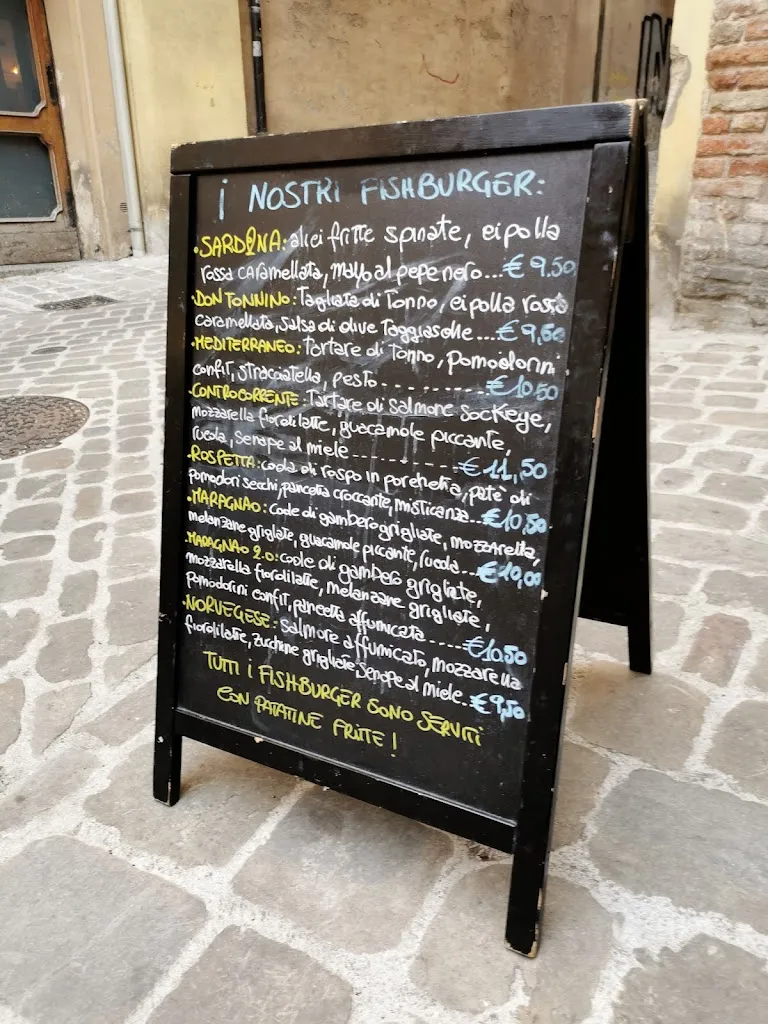 i NOSTRI FISHBURGER:
•SARDONA: alici fritte spinate, cipolla
rossa caramellata, mayo al pepe nero...€9.50
•DON TONNINO: Tagliata di Tonno, cipolla rossa
caramellata, salsa di olive Taggiasche...€9,50
•MEDITERRANEO: Tartare di Tonno, pomodorini
confit, stracciatella, pesto-----------€10.50
•CONTROCORRENTE: Tartare di salmone sockeye,
mozzarella fiordilatte, guacamole piccante,
rucola, senape al miele-----------€11,50
•ROSPETTA: coda di rospo in porchetta, patè di
pomodori secchi, pancetta croccante, misticanza...€10,50
•MARAGNAO: Code di gambero grigliate, mozzarella,
melanzane grigliate, guacamole piccante, rucola...€10,00
•MARAGNAO 2.0: code di gambero grigliate,
mozzarella fiordilatte, melanzane grigliate,
pomodorini confit, pancetta affumicata-----€10.50
•NORVEGESE: Salmone affumicato, mozzarella
fiordilatte, zucchine grigliate, senape al miele.€9,50
TUTTI i FISHBURGER SONO SERVITI
CON PATATINE FRITTE!